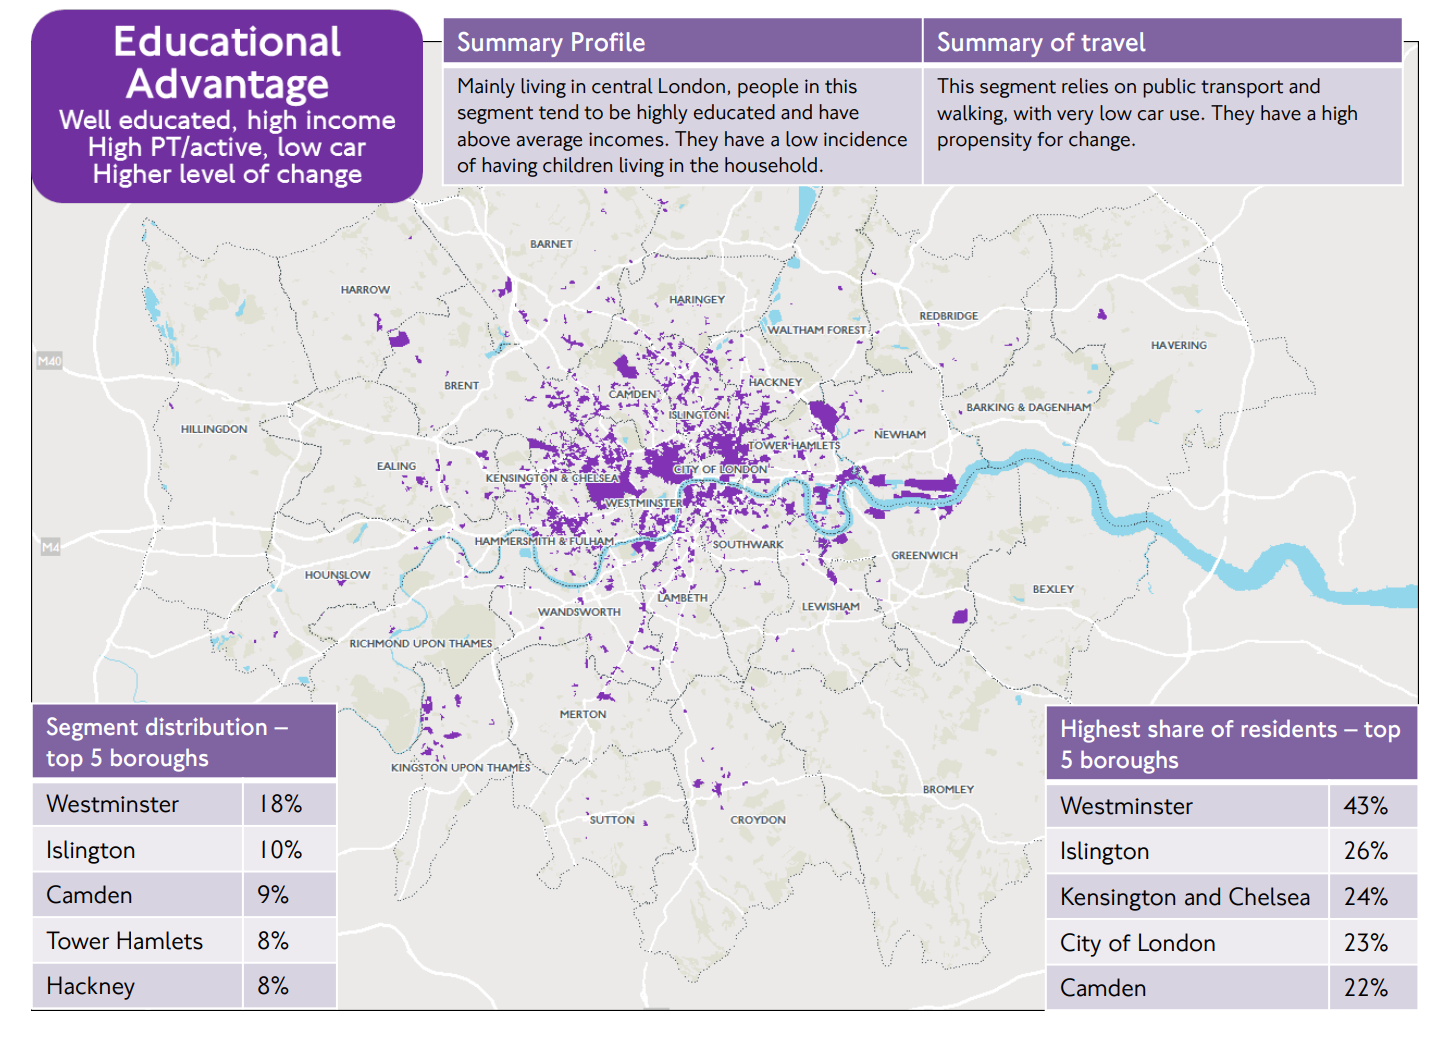 Educational
Advantage
Well educated, high income
High PT/active, low car
Higher level of change
Summary Profile
Mainly living in central London, people in this
segment tend to be highly educated and have
above average incomes. They have a low incidence
of having children living in the household.
Summary of travel
This segment relies on public transport and
walking, with very low car use. They have a high
propensity for change.
BARNET
HARROW
HARINGEY
REDBRIDGE
WALTHAM FOREST
HAVERING
M40
BRENT
HACKNEY
CAMDEN
BARKING & DAGENHAM
ISLINGTON
HILLINGDON
NEWHAM
TOWER HAMLETS
EALING
CITY OF LONDON
KENSINGTON & CHELSEA
WESTMINSTER
M4
HAMMERSMITH & FULHAM
SOUTHWARK
GREENWICH
HOUNSLOW
BEXLEY
LAMBETH
LEWISHAM
WANDSWORTH
RICHMOND UPON THAMES
MERTON
KINGSTON UPON THAMES
BROMLEY
SUTTON
CROYDON
Segment distribution –
top 5 boroughs
Westminster 18%
Islington 10%
Camden 9%
Tower Hamlets 8%
Hackney 8%
Highest share of residents – top
5 boroughs
Westminster 43%
Islington 26%
Kensington and Chelsea 24%
City of London 23%
Camden 22%